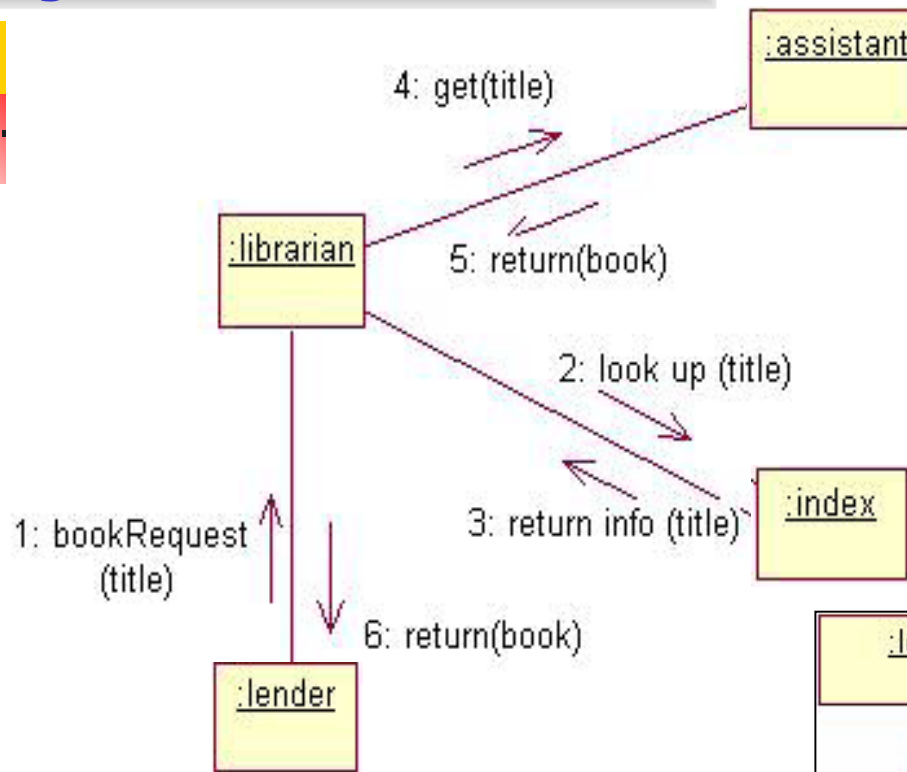 :assistant
4: get(title)
:librarian
5: return(book)
2: look up (title)
:index
3: return info (title)
1: bookRequest
(title)
6: return(book)
:lender